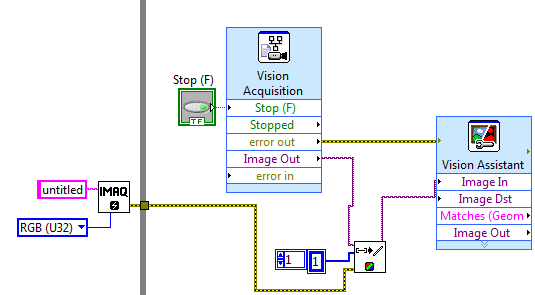 Stop (F)
TF
Vision
Acquisition
Stop (F)
Stopped
error out
Image Out
error in
Vision Assistant
Image In
Image Dst
Matches (Geom
Image Out
untitled
IMAQ
RGB (U32)
1
1